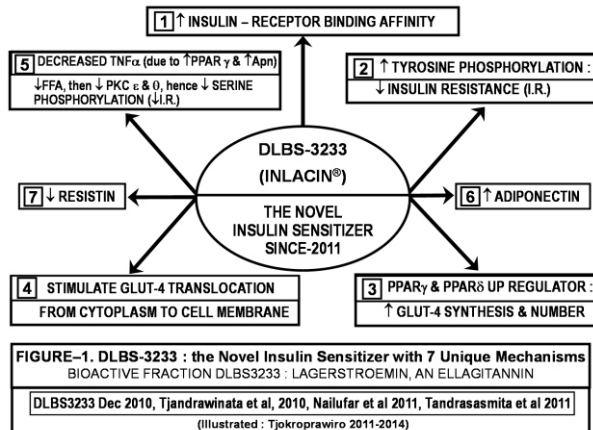 1 ↑ INSULIN – RECEPTOR BINDING AFFINITY
5 DECREASED TNFα (due to ↑PPAR γ & ↑Apn)
↓FFA, then ↓ PKC ε & θ, hence ↓ SERINE
PHOSPHORYLATION (↓I.R.)
2 ↑ TYROSINE PHOSPHORYLATION :
↓ INSULIN RESISTANCE (I.R.)
DLBS-3233
(INLACIN®)
THE NOVEL
INSULIN SENSITIZER
SINCE-2011
7 ↓ RESISTIN
6 ↑ ADIPONECTIN
4 STIMULATE GLUT-4 TRANSLOCATION
FROM CYTOPLASM TO CELL MEMBRANE
3 PPARγ & PPARδ UP REGULATOR :
↑ GLUT-4 SYNTHESIS & NUMBER
FIGURE–1. DLBS-3233 : the Novel Insulin Sensitizer with 7 Unique Mechanisms
BIOACTIVE FRACTION DLBS3233 : LAGERSTROEMIN, AN ELLAGITANNIN
DLBS3233 Dec 2010, Tjandrawinata et al, 2010, Nailufar et al 2011, Tandrasasmita et al 2011
(Illustrated : Tjokroprawiro 2011-2014)